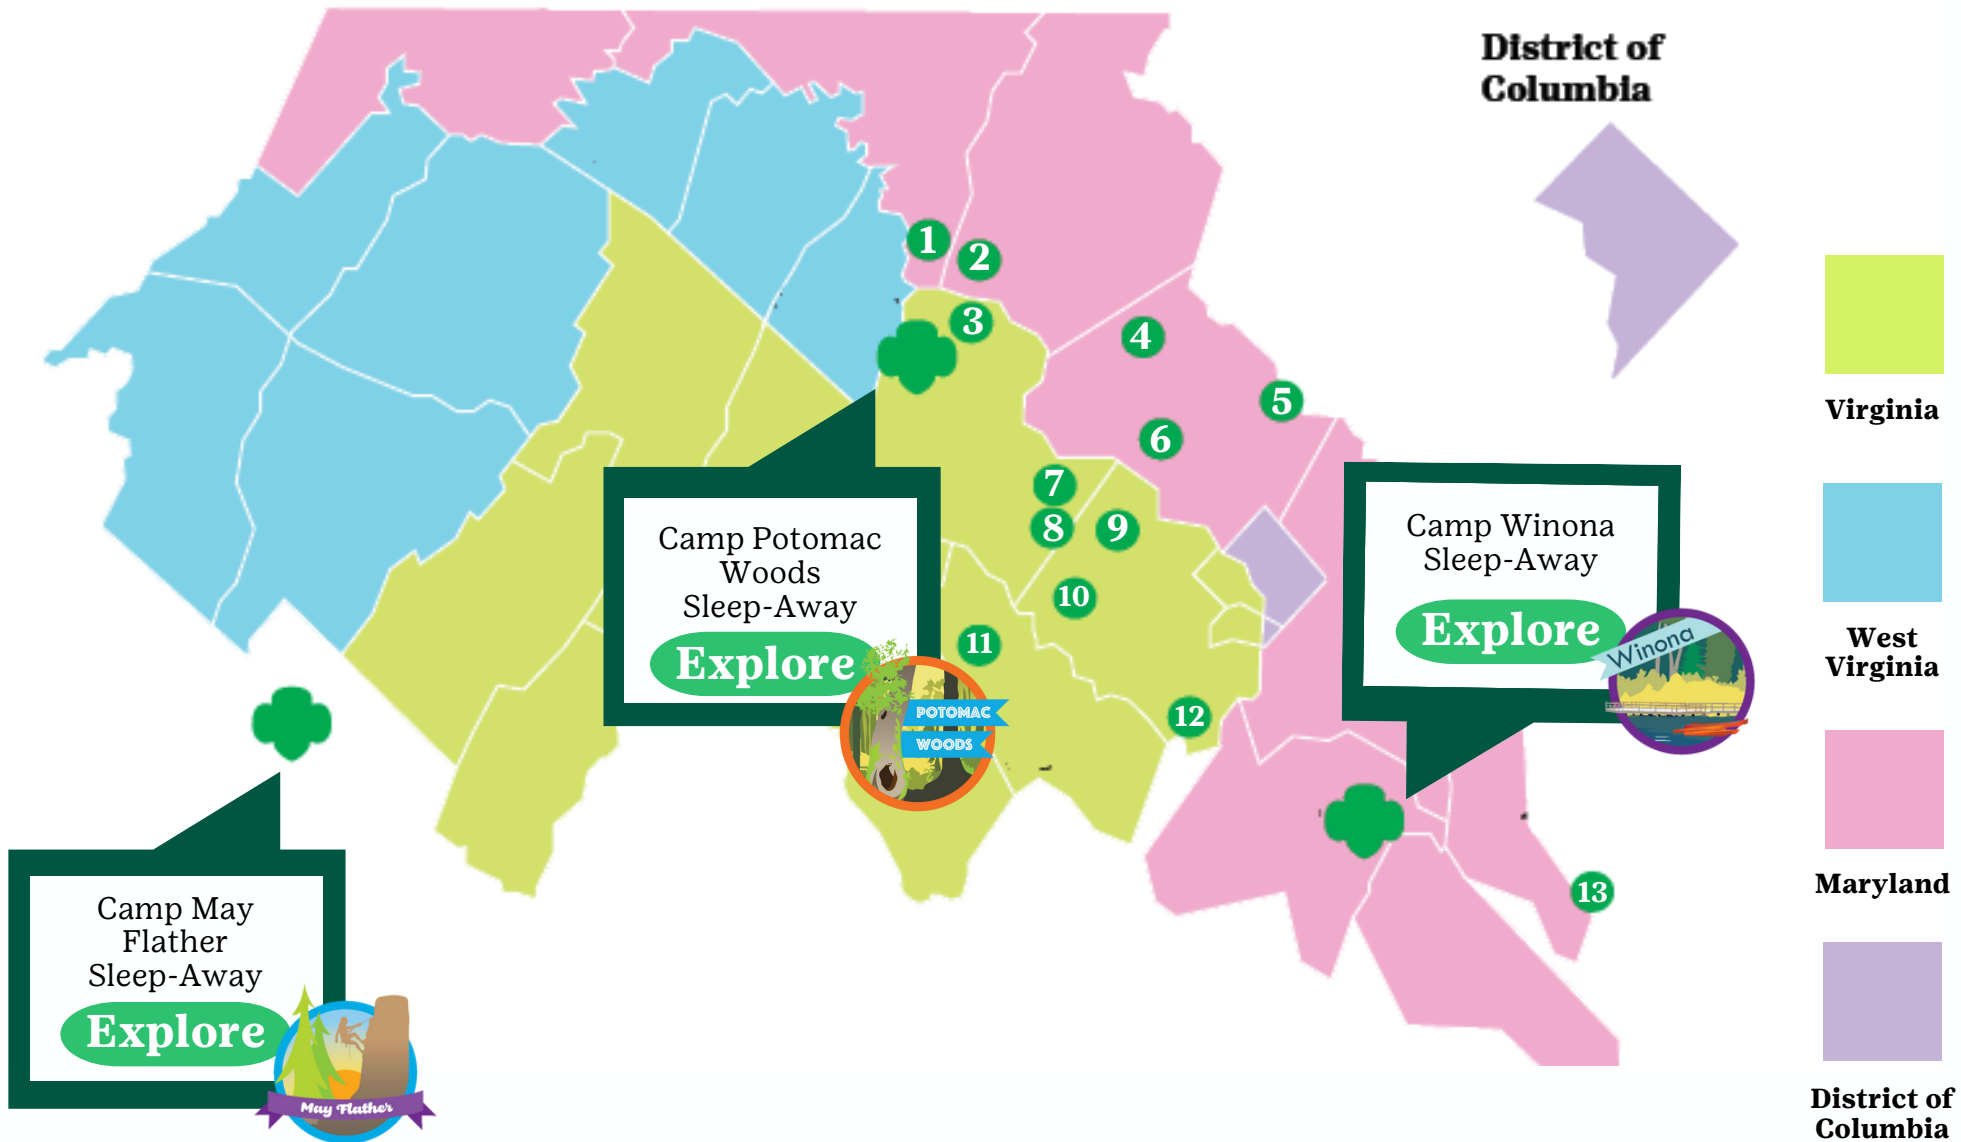 District of
Columbia
1
2
3
4
5
6
7
8
9
10
11
12
13
Camp Potomac
Woods
Sleep-Away
Explore
POTOMAC
WOODS
Camp Winona
Sleep-Away
Explore
Winona
Camp May
Flather
Sleep-Away
Explore
May Flather
Virginia
West
Virginia
Maryland
District of
Columbia